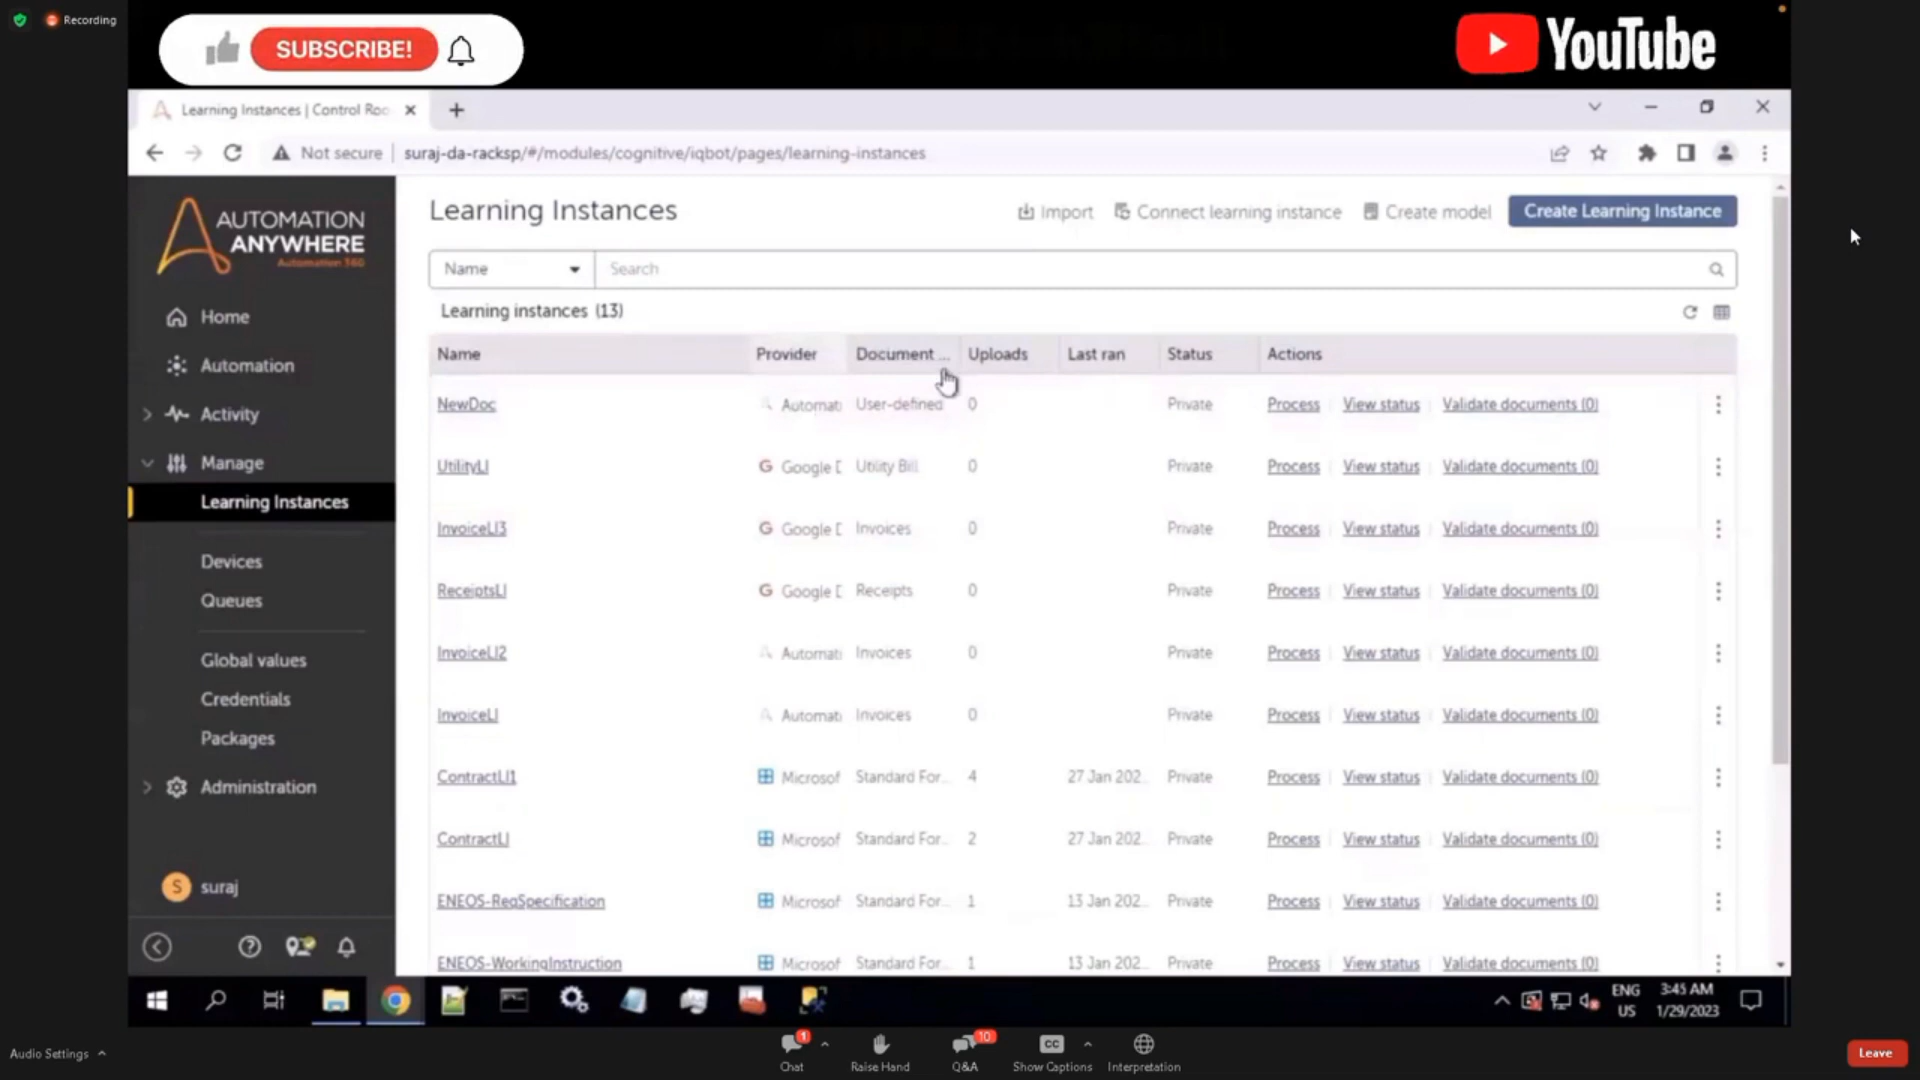 Recording
SUBSCRIBE!
YouTube
Learning Instances | Control Roo
Not secure
suraj-da-racksp/#/modules/cognitive/iqbot/pages/learning-instances
AUTOMATION
ANYWHERE
Automation 360
Home
Automation
Activity
Manage
Learning Instances
Devices
Queues
Global values
Credentials
Packages
Administration
S suraj
Learning Instances
Import Connect learning instance Create model Create Learning Instance
Name Search
Learning instances (13)
Name Provider Document ... Uploads Last ran Status Actions
NewDoc Automati User-defined 0 Private Process View status Validate documents (0)
UtilityLI Google D Utility Bill 0 Private Process View status Validate documents (0)
InvoiceLI3 Google D Invoices 0 Private Process View status Validate documents (0)
ReceiptsLI Google D Receipts 0 Private Process View status Validate documents (0)
InvoiceLI2 Automati Invoices 0 Private Process View status Validate documents (0)
InvoiceLI Automati Invoices 0 Private Process View status Validate documents (0)
ContractLI1 Microsof Standard For... 4 27 Jan 202... Private Process View status Validate documents (0)
ContractLI Microsof Standard For... 2 27 Jan 202... Private Process View status Validate documents (0)
ENEOS-ReqSpecification Microsof Standard For... 1 13 Jan 202... Private Process View status Validate documents (0)
ENEOS-WorkingInstruction Microsof Standard For... 1 13 Jan 202... Private Process View status Validate documents (0)
ENG
US
3:45 AM
1/29/2023
Audio Settings
1
Chat
Raise Hand
10
Q&A
CC
Show Captions
Interpretation
Leave